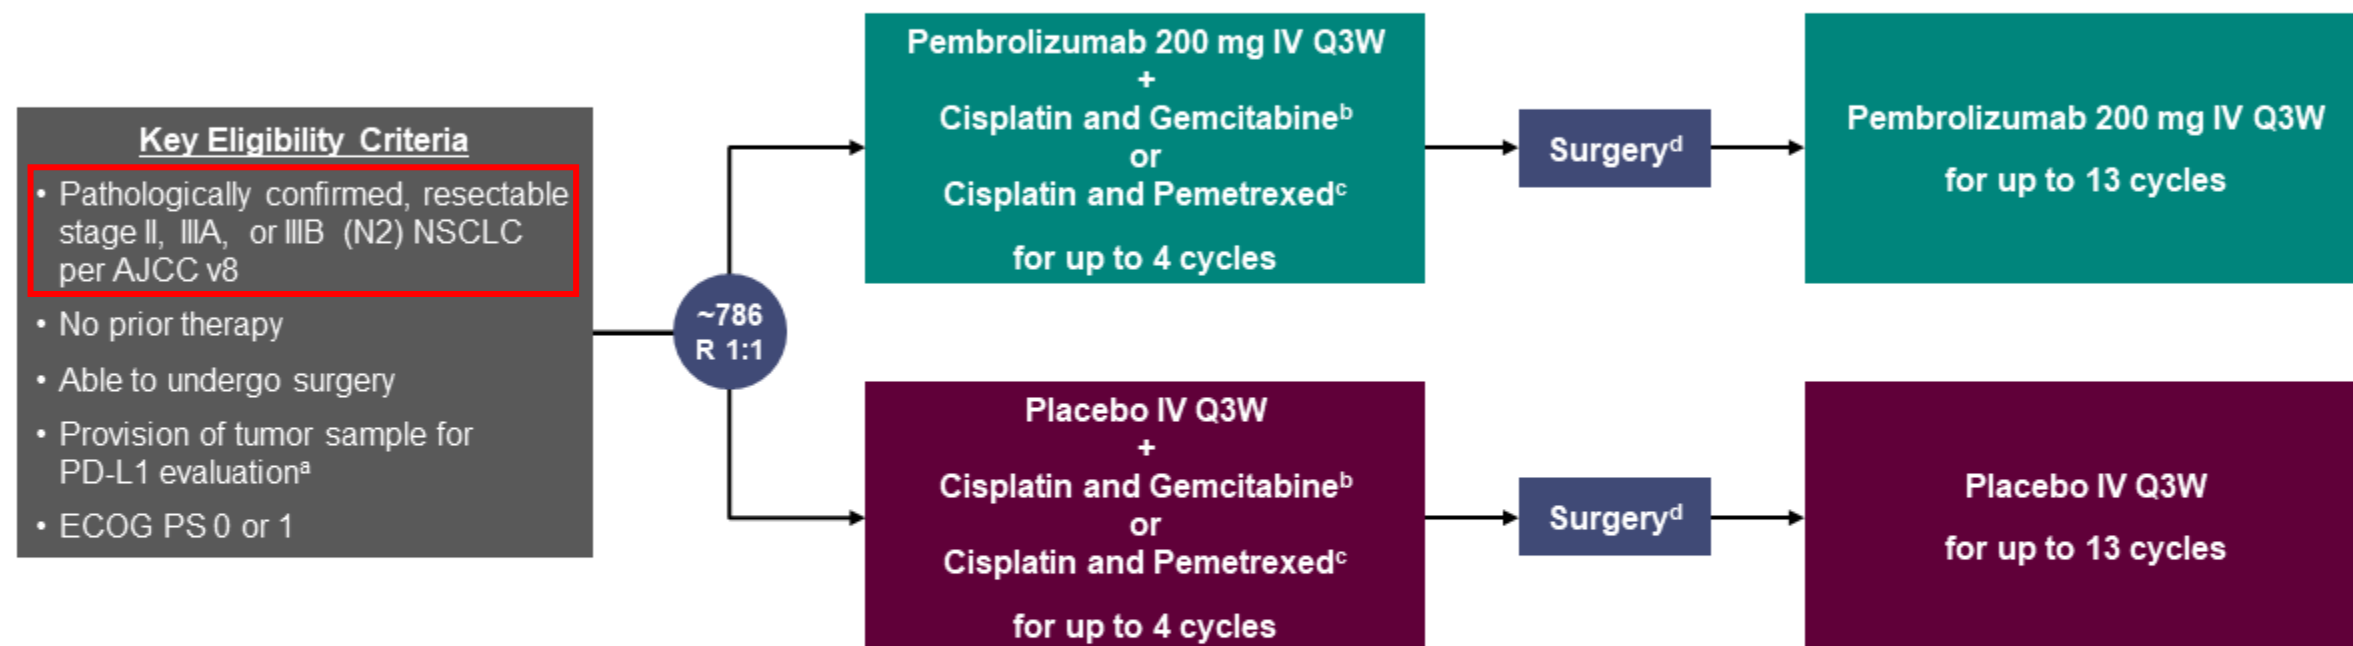 Key Eligibility Criteria
• Pathologically confirmed, resectable
stage II, IIIA, or IIIB (N2) NSCLC
per AJCC v8
• No prior therapy
• Able to undergo surgery
• Provision of tumor sample for
PD-L1 evaluationᵃ
• ECOG PS 0 or 1
~786
R 1:1
Pembrolizumab 200 mg IV Q3W
+
Cisplatin and Gemcitabineᵇ
or
Cisplatin and Pemetrexedᶜ
for up to 4 cycles
Surgeryᵈ
Pembrolizumab 200 mg IV Q3W
for up to 13 cycles
Placebo IV Q3W
+
Cisplatin and Gemcitabineᵇ
or
Cisplatin and Pemetrexedᶜ
for up to 4 cycles
Surgeryᵈ
Placebo IV Q3W
for up to 13 cycles